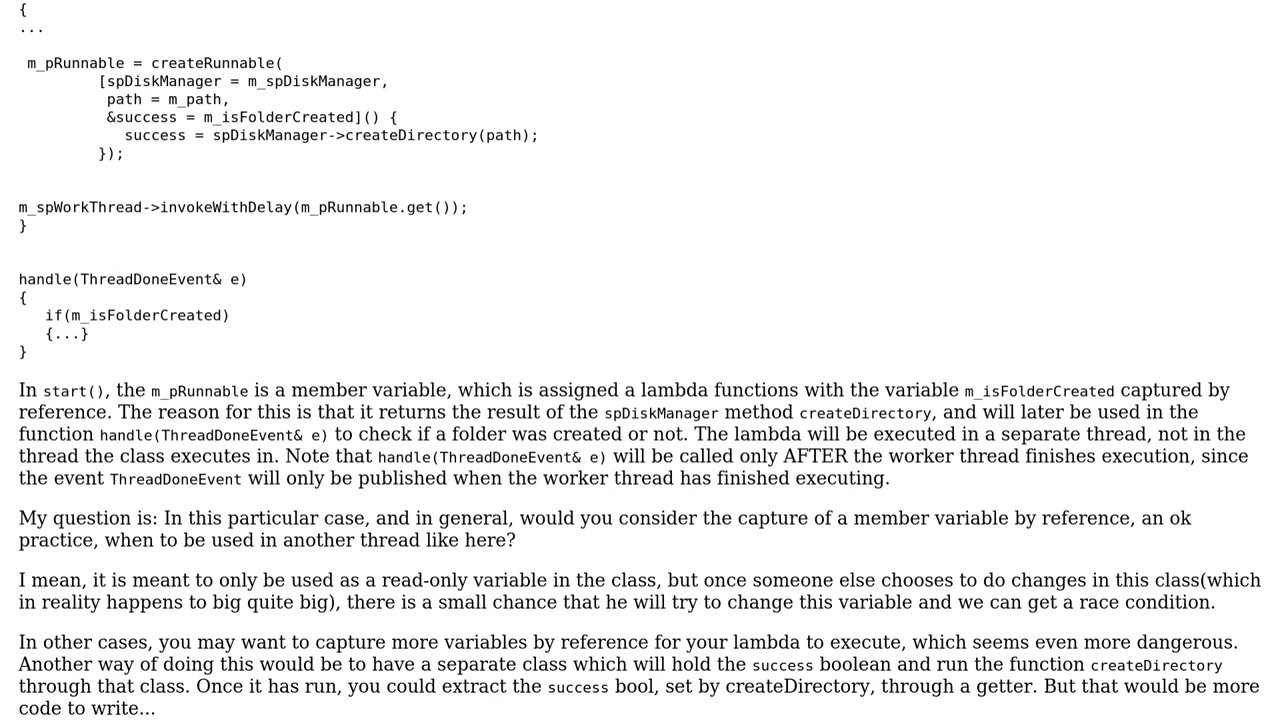 {
...
m_pRunnable = createRunnable(
[spDiskManager = m_spDiskManager,
path = m_path,
&success = m_isFolderCreated]() {
success = spDiskManager->createDirectory(path);
});
m_spWorkThread->invokeWithDelay(m_pRunnable.get());
}
handle(ThreadDoneEvent& e)
{
if(m_isFolderCreated)
{...}
}
In start(), the m_pRunnable is a member variable, which is assigned a lambda functions with the variable m_isFolderCreated captured by
reference. The reason for this is that it returns the result of the spDiskManager method createDirectory, and will later be used in the
function handle(ThreadDoneEvent& e) to check if a folder was created or not. The lambda will be executed in a separate thread, not in the
thread the class executes in. Note that handle(ThreadDoneEvent& e) will be called only AFTER the worker thread finishes execution, since
the event ThreadDoneEvent will only be published when the worker thread has finished executing.
My question is: In this particular case, and in general, would you consider the capture of a member variable by reference, an ok
practice, when to be used in another thread like here?
I mean, it is meant to only be used as a read-only variable in the class, but once someone else chooses to do changes in this class(which
in reality happens to big quite big), there is a small chance that he will try to change this variable and we can get a race condition.
In other cases, you may want to capture more variables by reference for your lambda to execute, which seems even more dangerous.
Another way of doing this would be to have a separate class which will hold the success boolean and run the function createDirectory
through that class. Once it has run, you could extract the success bool, set by createDirectory, through a getter. But that would be more
code to write...